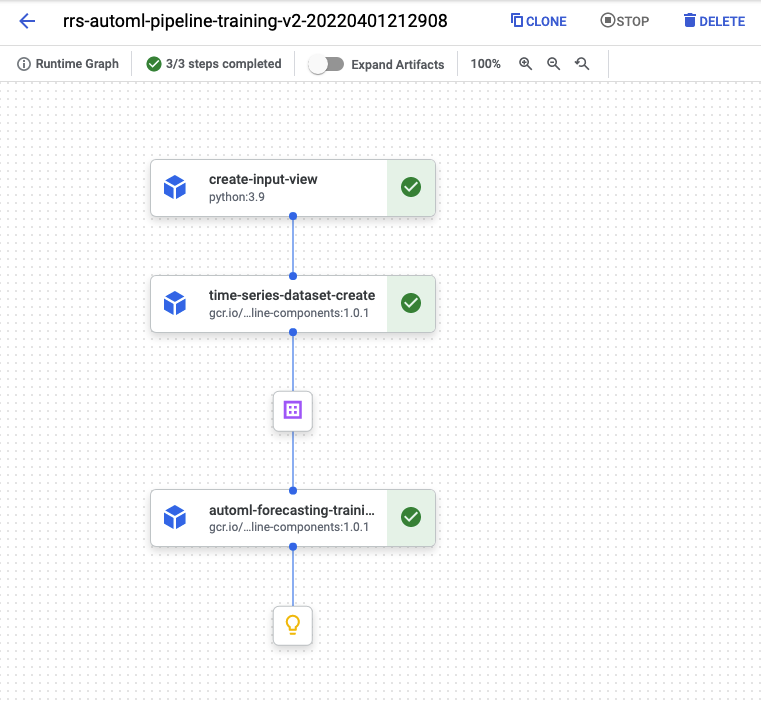 rrs-automl-pipeline-training-v2-20220401212908
CLONE
STOP
DELETE
Runtime Graph
3/3 steps completed
Expand Artifacts
100%
create-input-view
python:3.9
time-series-dataset-create
gcr.io/...line-components:1.0.1
automl-forecasting-traini...
gcr.io/...line-components:1.0.1